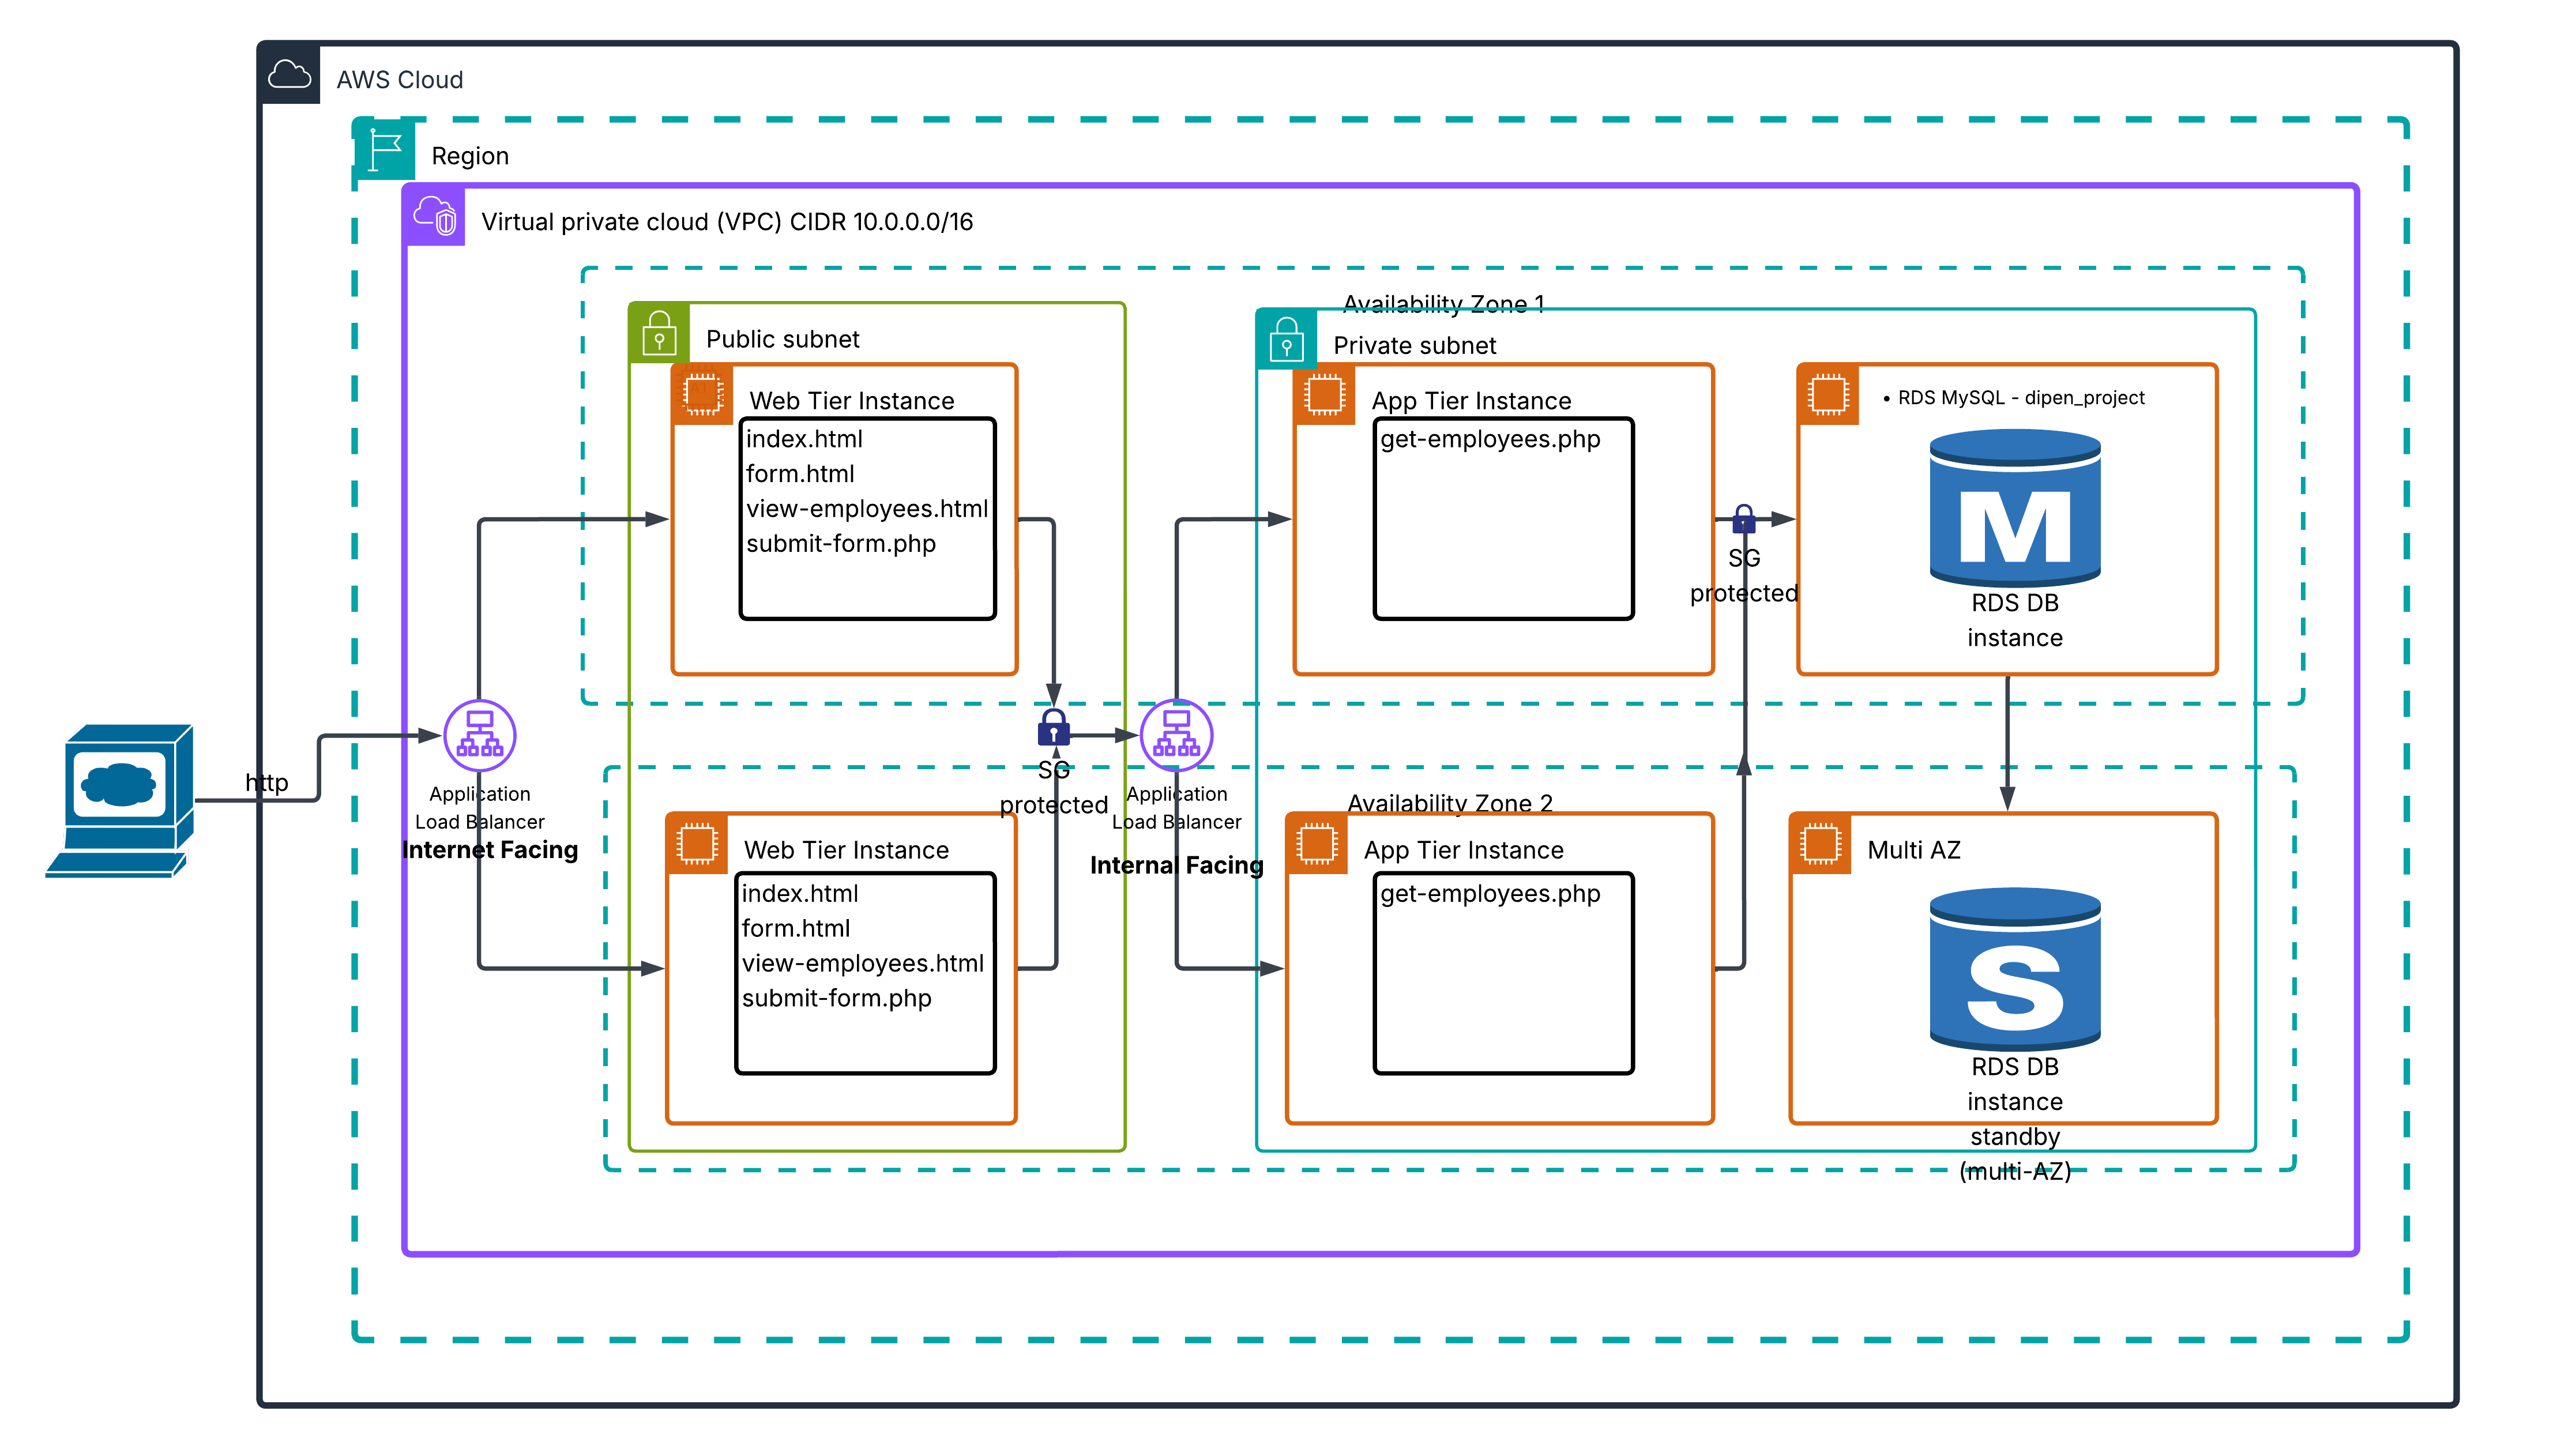 AWS Cloud
Region
Virtual private cloud (VPC) CIDR 10.0.0.0/16
Availability Zone 1
Public subnet
Private subnet
Web Tier Instance
index.html
form.html
view-employees.html
submit-form.php
App Tier Instance
get-employees.php
• RDS MySQL - dipen_project
M
RDS DB
instance
SG
protected
http
Application
Load Balancer
Internet Facing
SG
protected
Application
Load Balancer
Internal Facing
Availability Zone 2
Web Tier Instance
index.html
form.html
view-employees.html
submit-form.php
App Tier Instance
get-employees.php
Multi AZ
S
RDS DB
instance
standby
(multi-AZ)